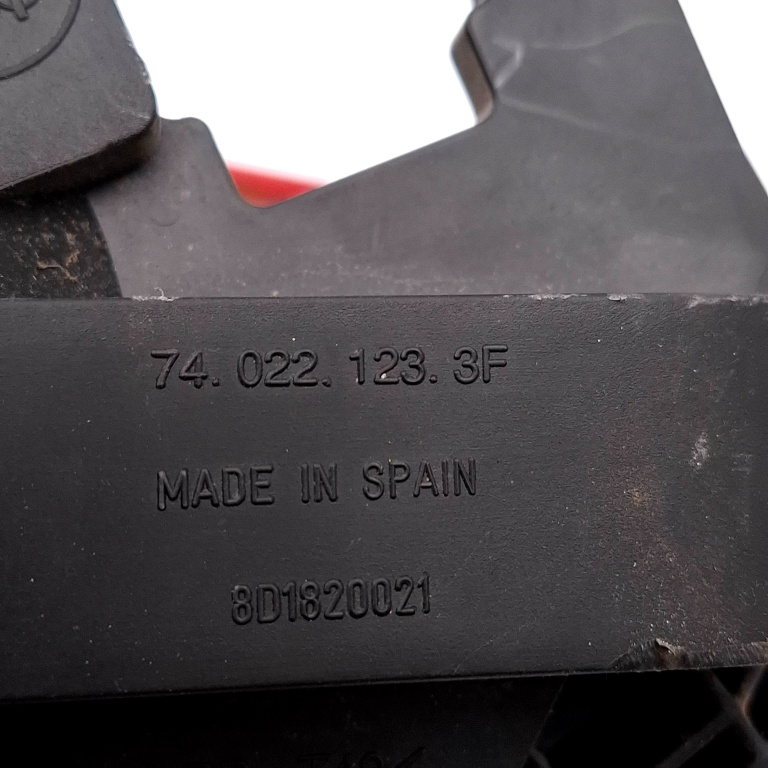 74. 022. 123. 3F
MADE IN SPAIN
8D1820021